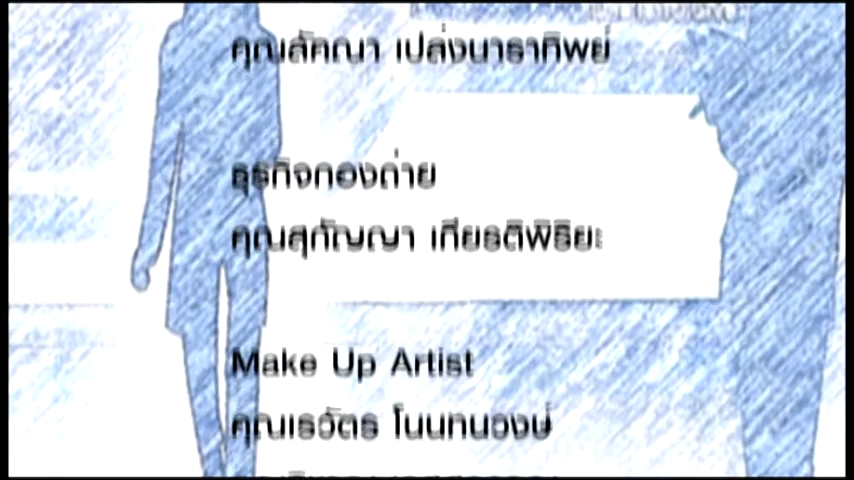 คุณลัคณา เปล่งนาราทิพย์
ธุรกิจกองถ่าย
คุณสุกัญญา เกียรติพิริยะ
Make Up Artist
คุณเรวัตร โนนทนวงษ์